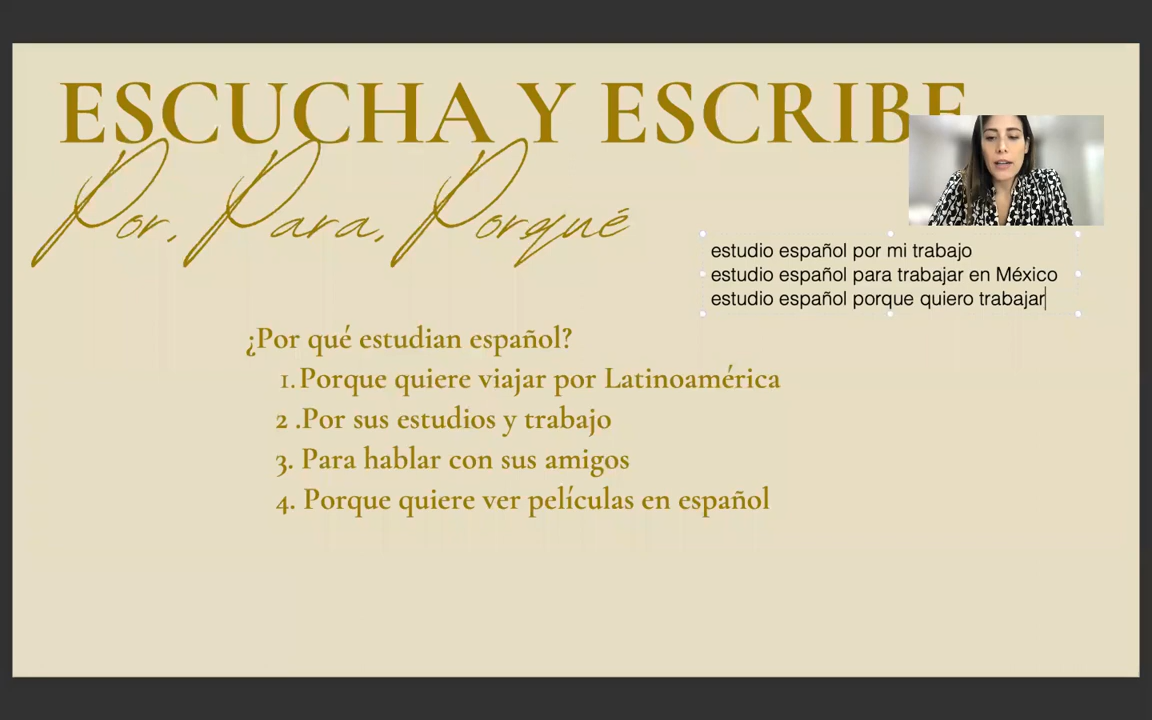 ESCUCHA Y ESCRIBE
Por, Para, Porqué
estudio español por mi trabajo
estudio español para trabajar en México
estudio español porque quiero trabajar
¿Por qué estudian español?
1. Porque quiere viajar por Latinoamérica
2 .Por sus estudios y trabajo
3. Para hablar con sus amigos
4. Porque quiere ver películas en español